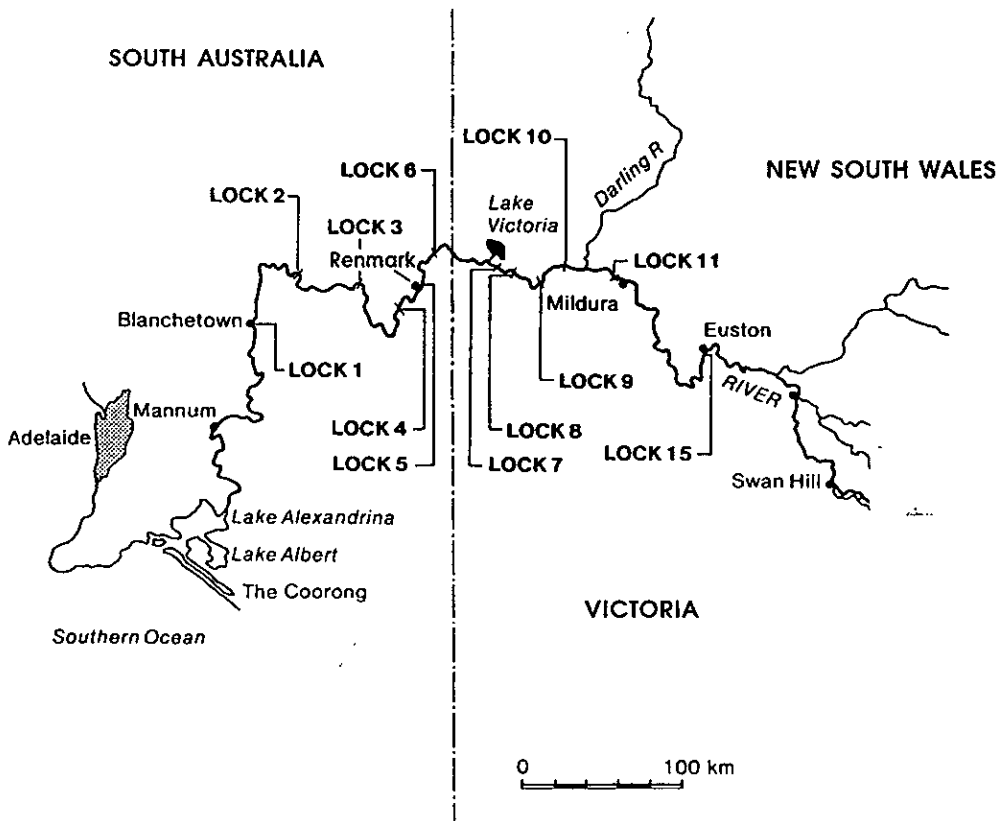 SOUTH AUSTRALIA
LOCK 10
LOCK 6
Darling R
NEW SOUTH WALES
LOCK 2
Lake
Victoria
LOCK 3
Renmark
LOCK 11
Mildura
Blanchetown
Euston
LOCK 1
LOCK 9
RIVER
Mannum
Adelaide
LOCK 4
LOCK 8
LOCK 5
LOCK 7
LOCK 15
Swan Hill
Lake Alexandrina
Lake Albert
The Coorong
VICTORIA
Southern Ocean
0 100 km